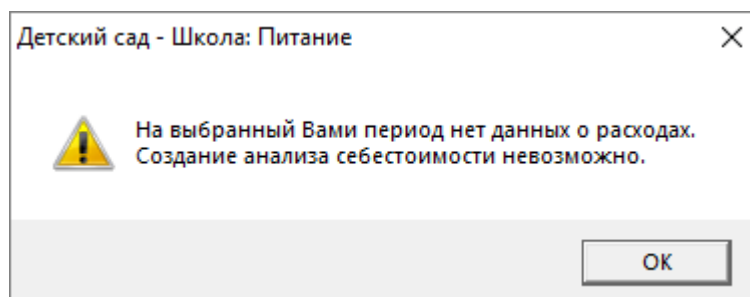 Детский сад - Школа: Питание
На выбранный Вами период нет данных о расходах.
Создание анализа себестоимости невозможно.
OK